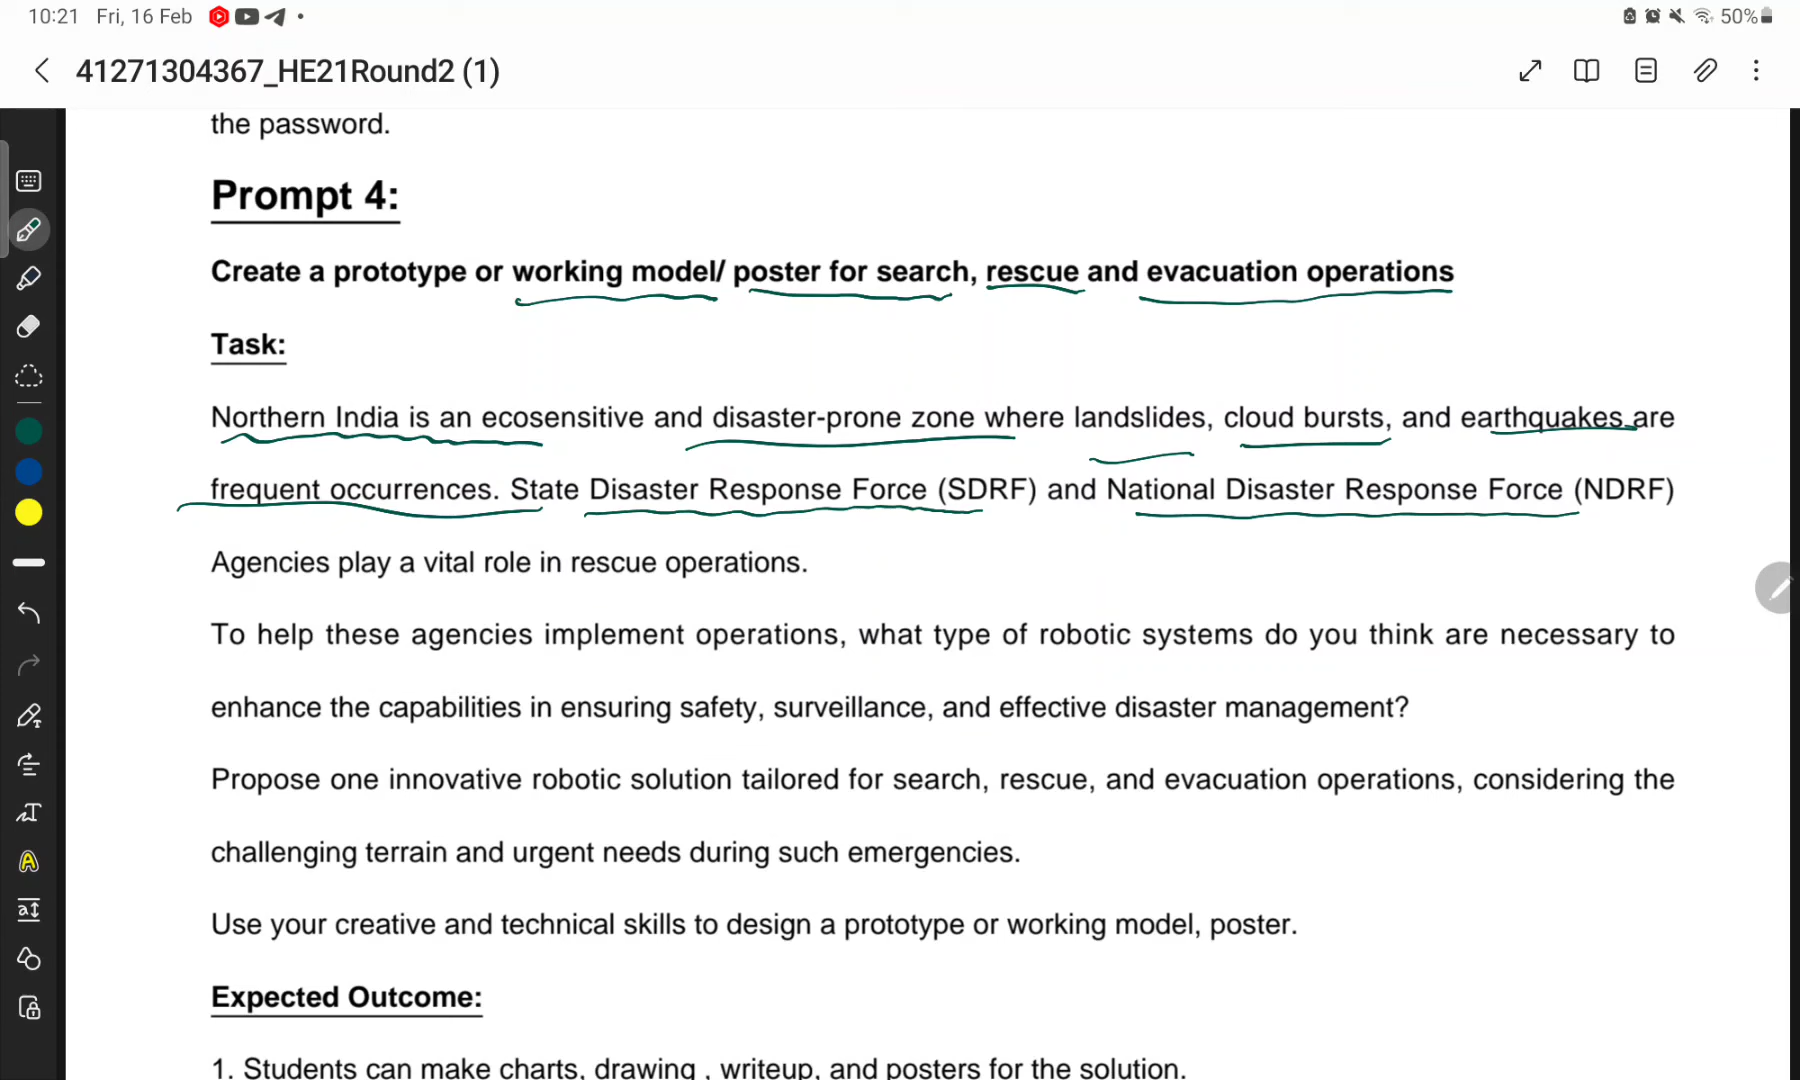 10:21 Fri, 16 Feb 50%
41271304367_HE21Round2 (1)
the password.
Prompt 4:
Create a prototype or working model/ poster for search, rescue and evacuation operations
Task:
Northern India is an ecosensitive and disaster-prone zone where landslides, cloud bursts, and earthquakes are
frequent occurrences. State Disaster Response Force (SDRF) and National Disaster Response Force (NDRF)
Agencies play a vital role in rescue operations.
To help these agencies implement operations, what type of robotic systems do you think are necessary to
enhance the capabilities in ensuring safety, surveillance, and effective disaster management?
Propose one innovative robotic solution tailored for search, rescue, and evacuation operations, considering the
challenging terrain and urgent needs during such emergencies.
Use your creative and technical skills to design a prototype or working model, poster.
Expected Outcome:
1. Students can make charts, drawing , writeup, and posters for the solution.